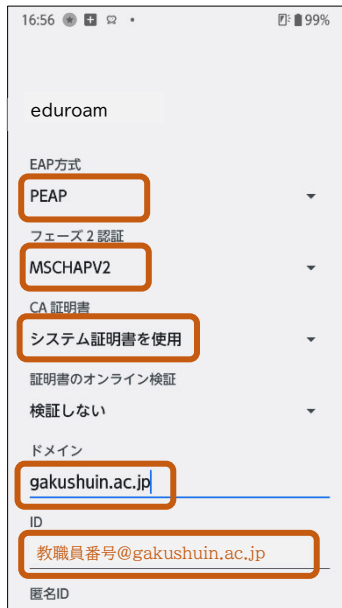 16:56
99%
eduroam
EAP方式
PEAP
フェーズ2認証
MSCHAPV2
CA 証明書
システム証明書を使用
証明書のオンライン検証
検証しない
ドメイン
gakushuin.ac.jp
ID
教職員番号@gakushuin.ac.jp
匿名ID